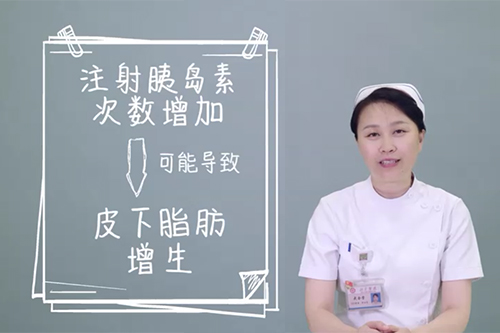 注射胰岛素
次数增加
可能导致
皮下脂肪
增生